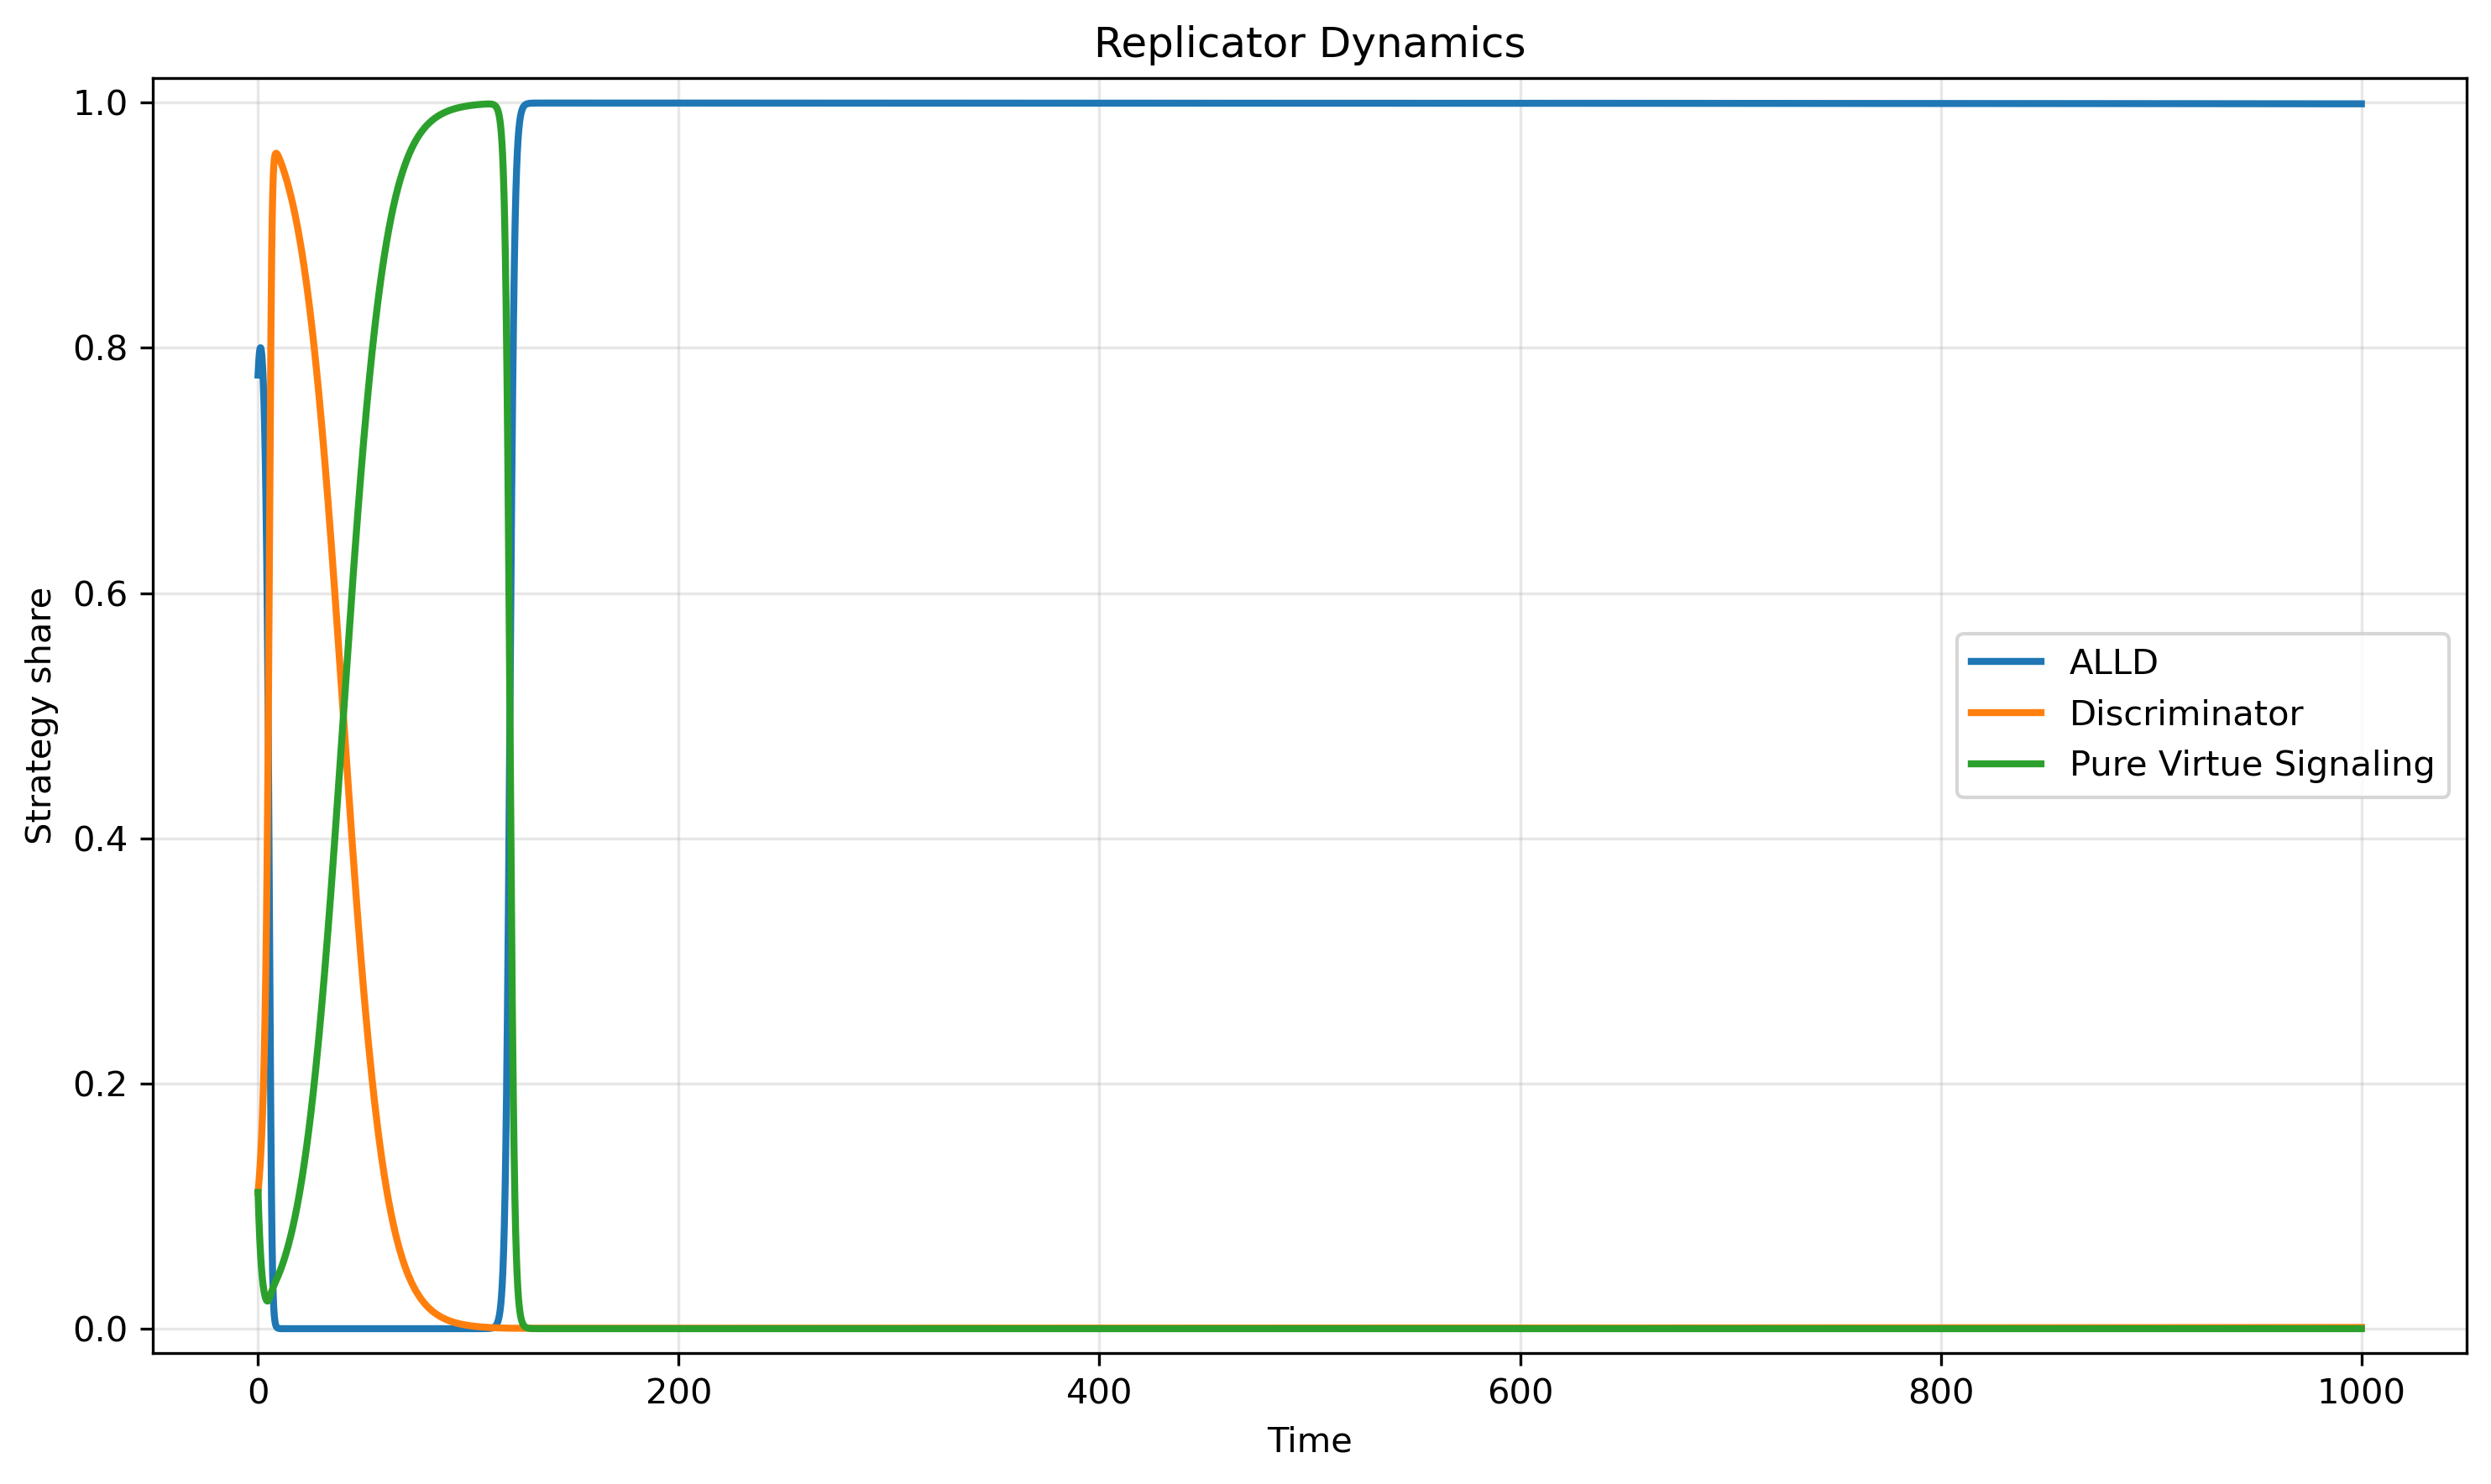 Replicator Dynamics
1.0
0.8
0.6
0.4
0.2
0.0
Strategy share
ALLD
Discriminator
Pure Virtue Signaling
0 200 400 600 800 1000
Time